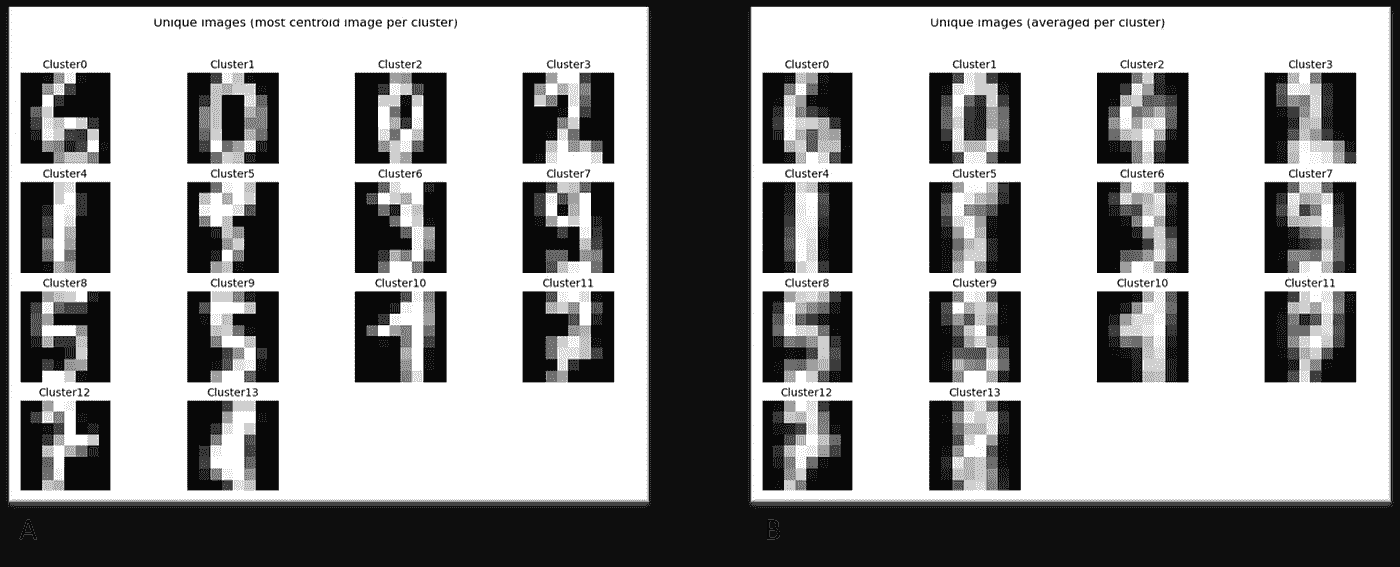 Unique images (most centroid image per cluster)
Cluster0 Cluster1 Cluster2 Cluster3
Cluster4 Cluster5 Cluster6 Cluster7
Cluster8 Cluster9 Cluster10 Cluster11
Cluster12 Cluster13
A
Unique images (averaged per cluster)
Cluster0 Cluster1 Cluster2 Cluster3
Cluster4 Cluster5 Cluster6 Cluster7
Cluster8 Cluster9 Cluster10 Cluster11
Cluster12 Cluster13
B